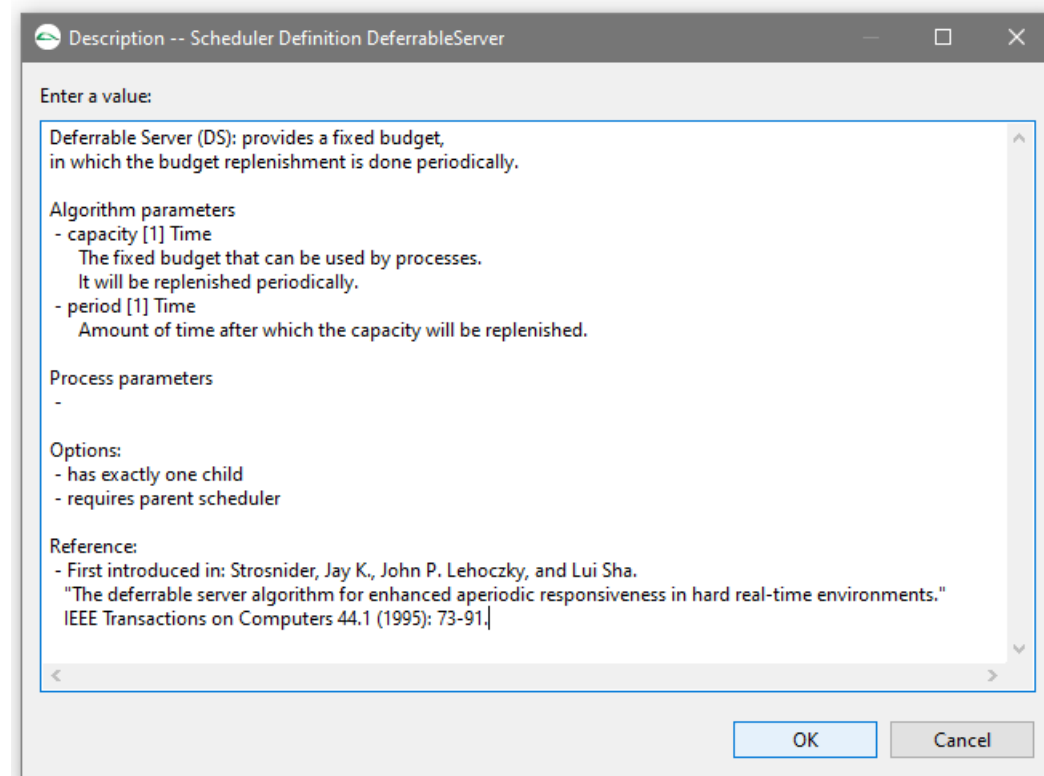 Description -- Scheduler Definition DeferrableServer
Enter a value:
Deferrable Server (DS): provides a fixed budget,
in which the budget replenishment is done periodically.
Algorithm parameters
- capacity [1] Time
The fixed budget that can be used by processes.
It will be replenished periodically.
- period [1] Time
Amount of time after which the capacity will be replenished.
Process parameters
-
Options:
- has exactly one child
- requires parent scheduler
Reference:
- First introduced in: Strosnider, Jay K., John P. Lehoczky, and Lui Sha.
"The deferrable server algorithm for enhanced aperiodic responsiveness in hard real-time environments."
IEEE Transactions on Computers 44.1 (1995): 73-91.
OK Cancel